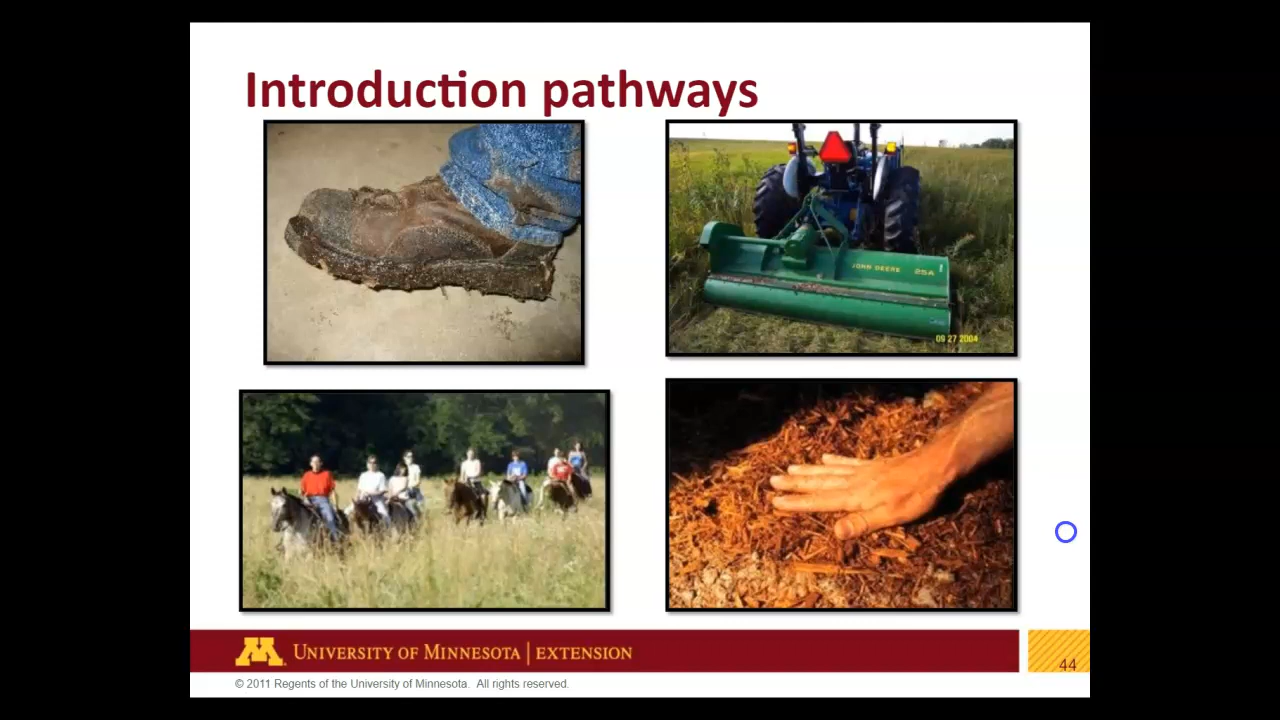 Introduction pathways
JOHN DEERE 25A
09 27 2004
M
UNIVERSITY OF MINNESOTA | EXTENSION
44
© 2011 Regents of the University of Minnesota. All rights reserved.